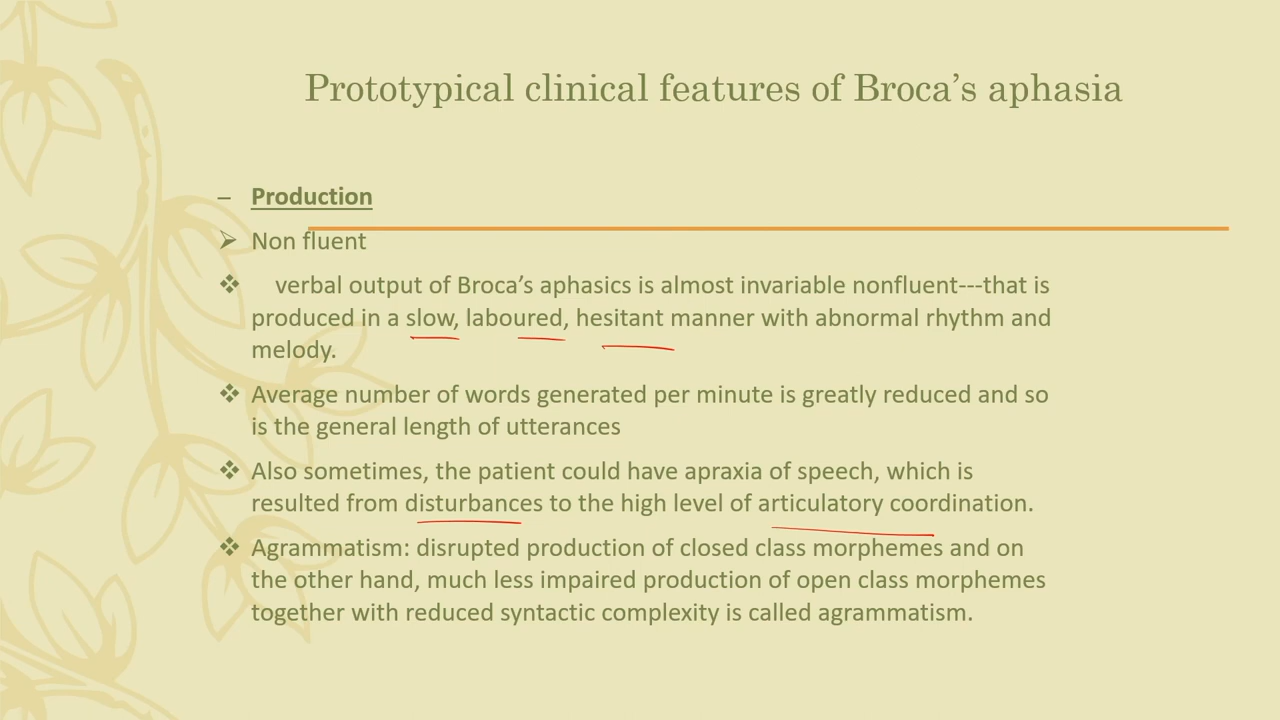 Prototypical clinical features of Broca’s aphasia
– Production
➢ Non fluent
❖ verbal output of Broca’s aphasics is almost invariable nonfluent---that is
produced in a slow, laboured, hesitant manner with abnormal rhythm and
melody.
❖ Average number of words generated per minute is greatly reduced and so
is the general length of utterances
❖ Also sometimes, the patient could have apraxia of speech, which is
resulted from disturbances to the high level of articulatory coordination.
❖ Agrammatism: disrupted production of closed class morphemes and on
the other hand, much less impaired production of open class morphemes
together with reduced syntactic complexity is called agrammatism.